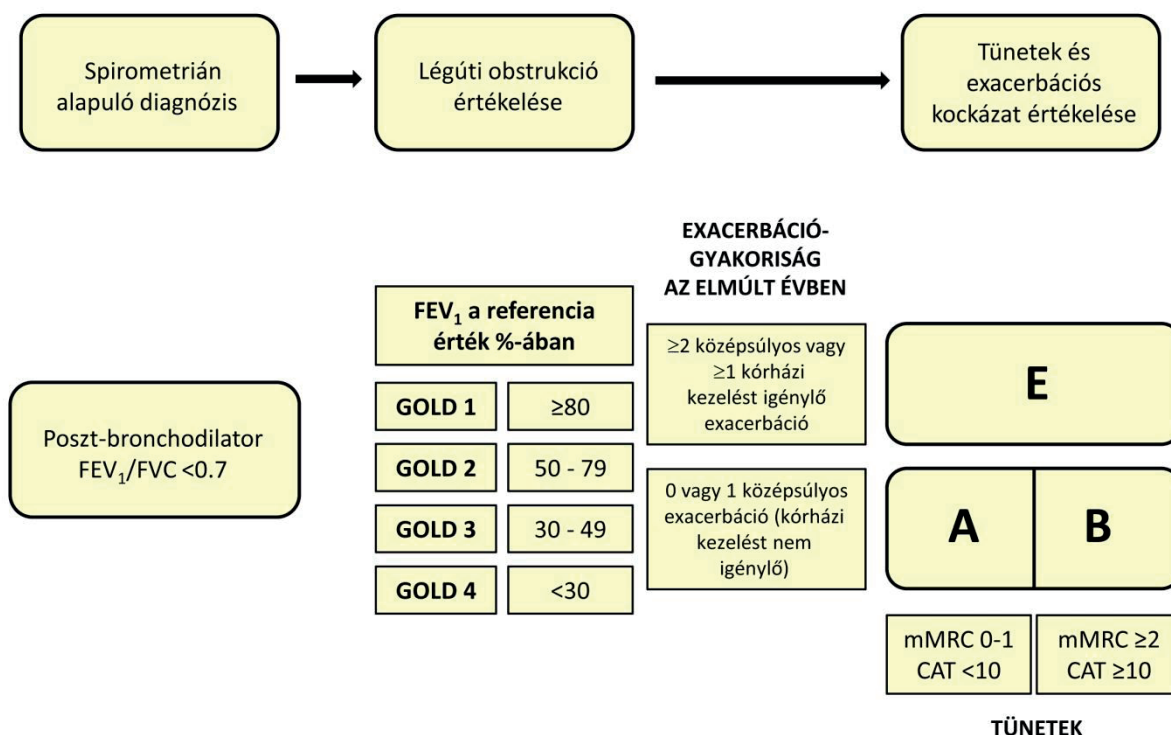 Spirometrián
alapuló diagnózis
Légúti obstrukció
értékelése
Tünetek és
exacerbációs
kockázat értékelése
Poszt-bronchodilator
FEV₁/FVC <0.7
FEV₁ a referencia
érték %-ában
GOLD 1
≥80
GOLD 2
50 - 79
GOLD 3
30 - 49
GOLD 4
<30
EXACERBÁCIÓ-
GYAKORISÁG
AZ ELMÚLT ÉVBEN
≥2 középsúlyos vagy
≥1 kórházi
kezelést igénylő
exacerbáció
0 vagy 1 középsúlyos
exacerbáció (kórházi
kezelést nem
igénylő)
E
A
B
mMRC 0-1
CAT <10
mMRC ≥2
CAT ≥10
TÜNETEK